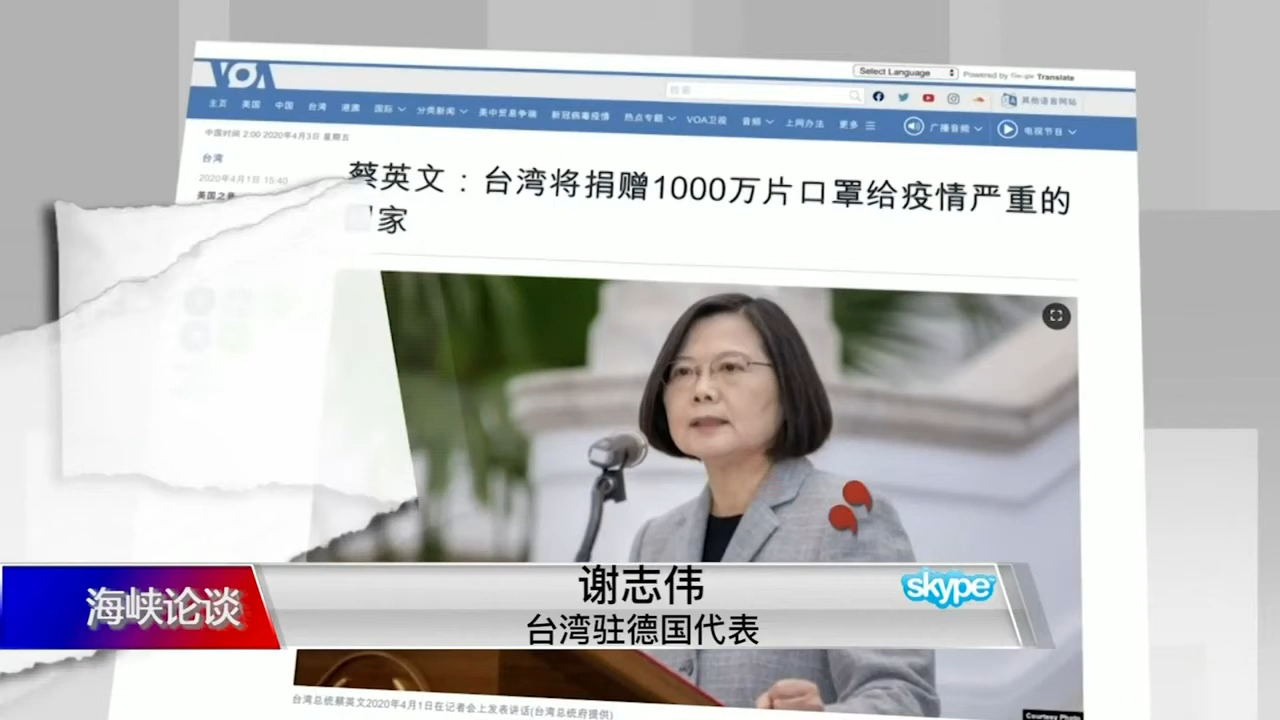 VOA
Select Language
Powered by Google Translate
主页 美国 中国 台湾 港澳 国际 分类新闻 美中贸易争端 新冠病毒疫情 热点专题 VOA卫视 音频 上网办法 更多
其他语言网站
广播音频
电视节目
中国时间 2:00 2020年4月3日 星期五
台湾
2020年4月1日 15:40
美国之音
蔡英文：台湾将捐赠1000万片口罩给疫情严重的
家
海峡论谈
谢志伟
台湾驻德国代表
skype
台湾总统蔡英文2020年4月1日在记者会上发表讲话(台湾总统府提供)
Courtesy Photo